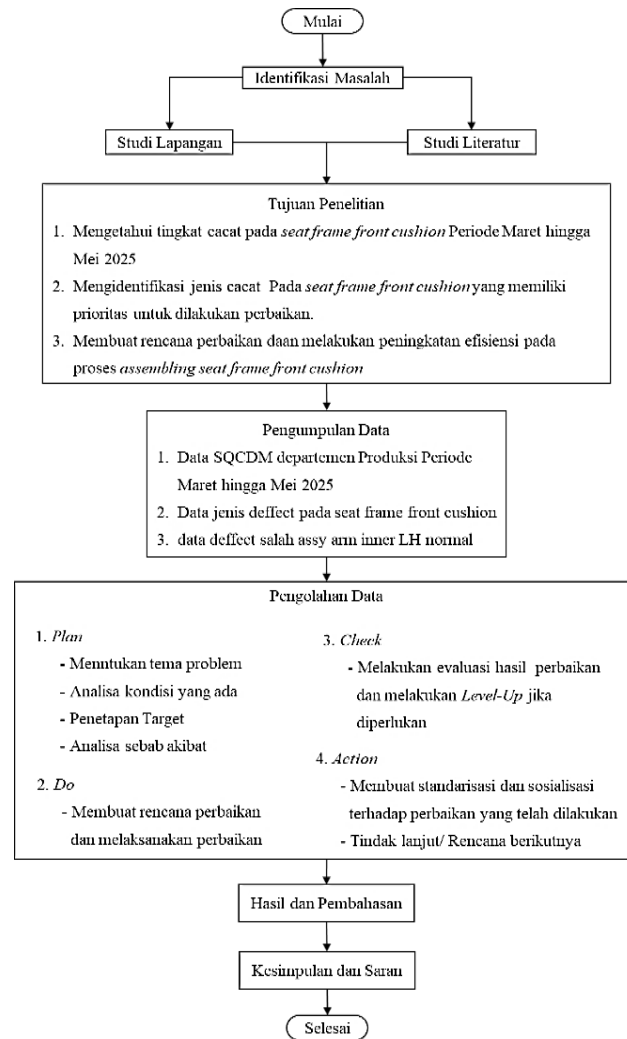 Mulai
Identifikasi Masalah
Studi Lapangan
Studi Literatur
Tujuan Penelitian
1. Mengetahui tingkat cacat pada seat frame front cushion Periode Maret hingga
Mei 2025
2. Mengidentifikasi jenis cacat Pada seat frame front cushion yang memiliki
prioritas untuk dilakukan perbaikan.
3. Membuat rencana perbaikan daan melakukan peningkatan efisiensi pada
proses assembling seat frame front cushion
Pengumpulan Data
1. Data SQCDM departemen Produksi Periode
Maret hingga Mei 2025
2. Data jenis deffect pada seat frame front cushion
3. data deffect salah assy arm inner LH normal
Pengolahan Data
1. Plan
- Menntukan tema problem
- Analisa kondisi yang ada
- Penetapan Target
- Analisa sebab akibat
2. Do
- Membuat rencana perbaikan
dan melaksanakan perbaikan
3. Check
- Melakukan evaluasi hasil perbaikan
dan melakukan Level-Up jika
diperlukan
4. Action
- Membuat standarisasi dan sosialisasi
terhadap perbaikan yang telah dilakukan
- Tindak lanjut/ Rencana berikutnya
Hasil dan Pembahasan
Kesimpulan dan Saran
Selesai